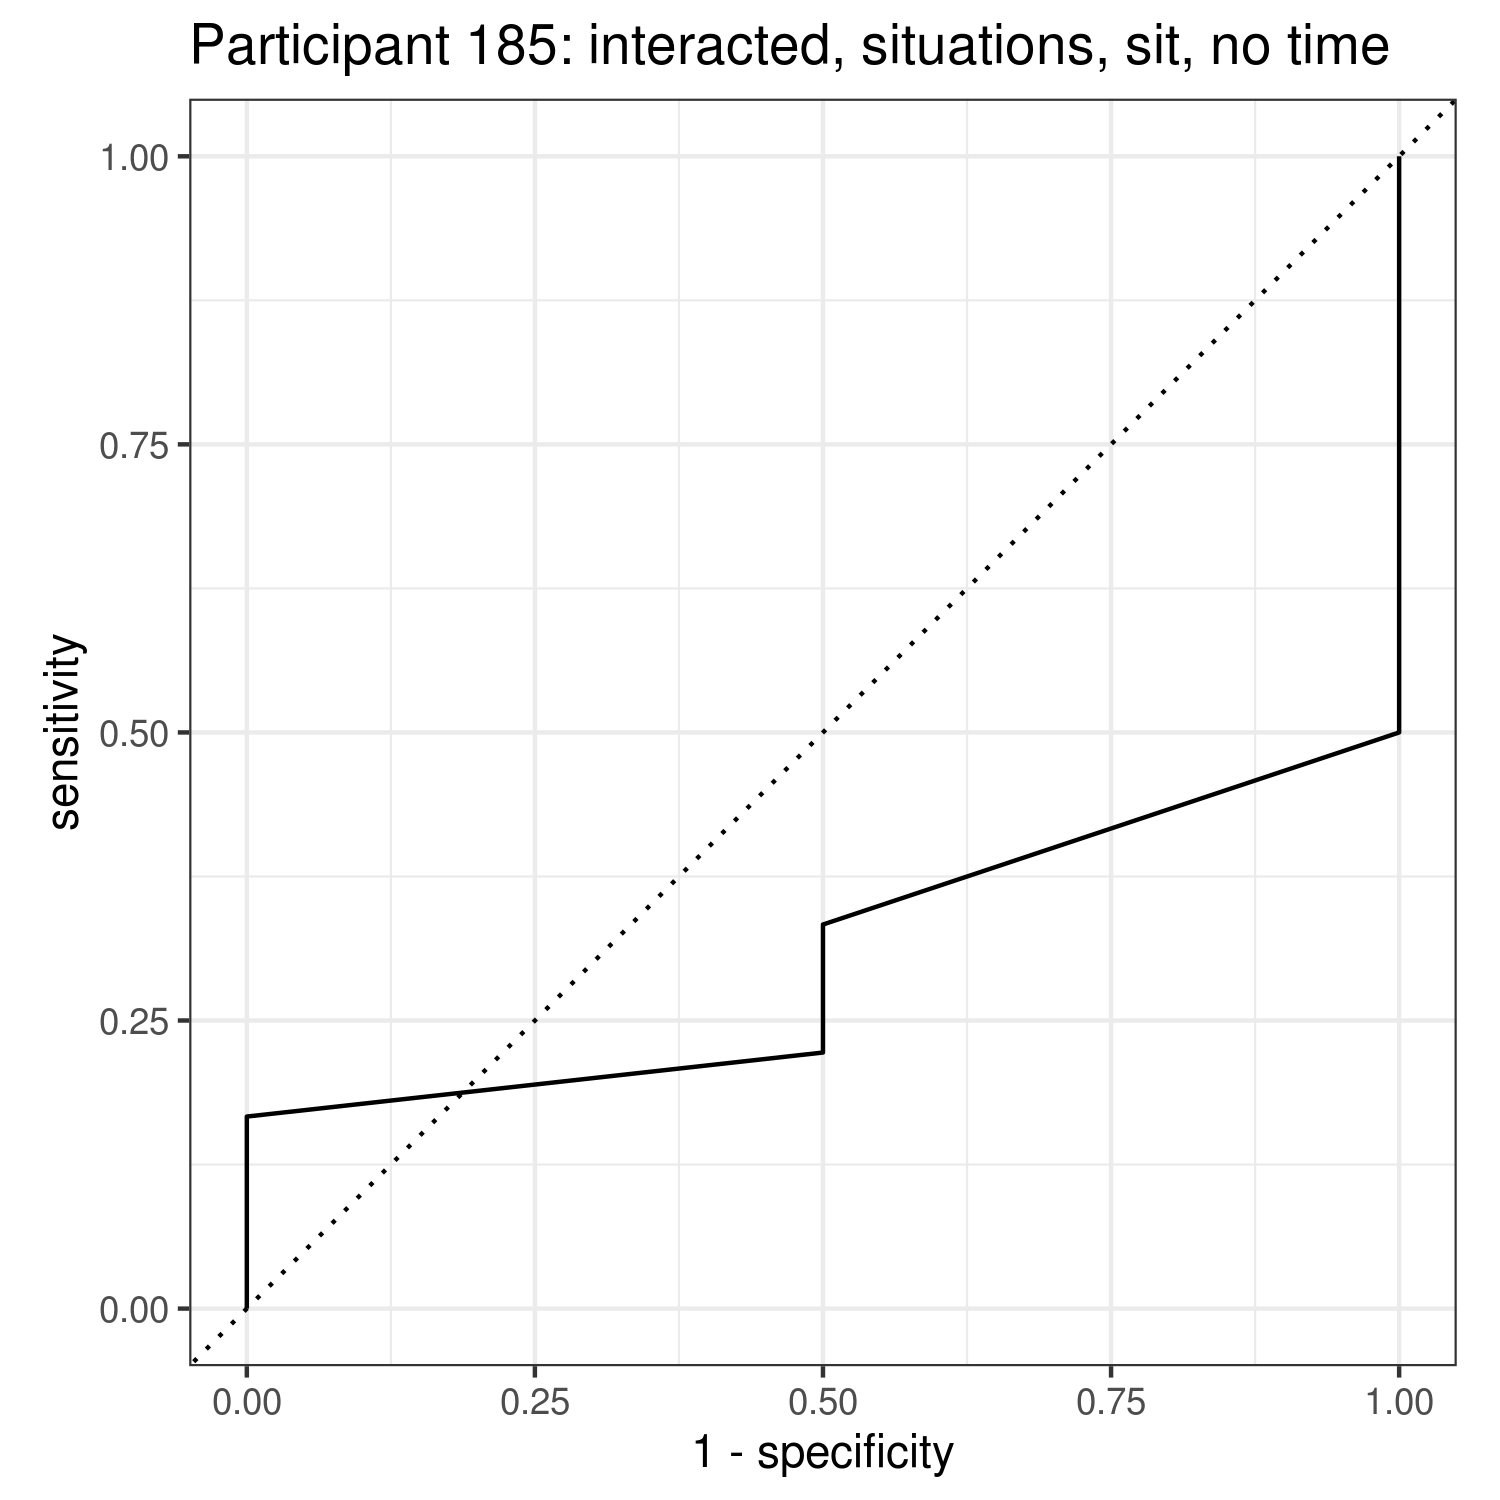 Participant 185: interacted, situations, sit, no time
1.00
0.75
0.50
0.25
0.00
sensitivity
0.00 0.25 0.50 0.75 1.00
1 - specificity